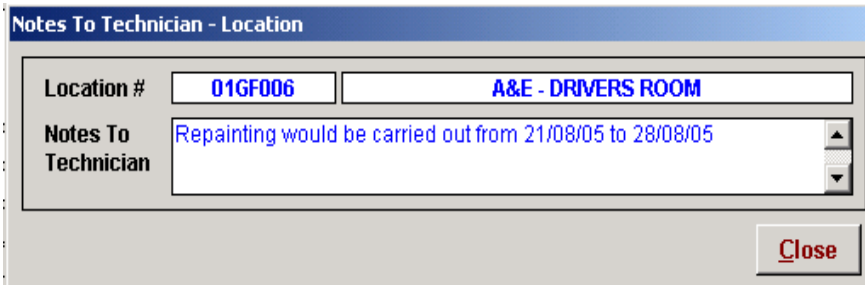 Notes To Technician - Location
Location # 01GF006 A&E - DRIVERS ROOM
Notes To Technician Repainting would be carried out from 21/08/05 to 28/08/05
Close